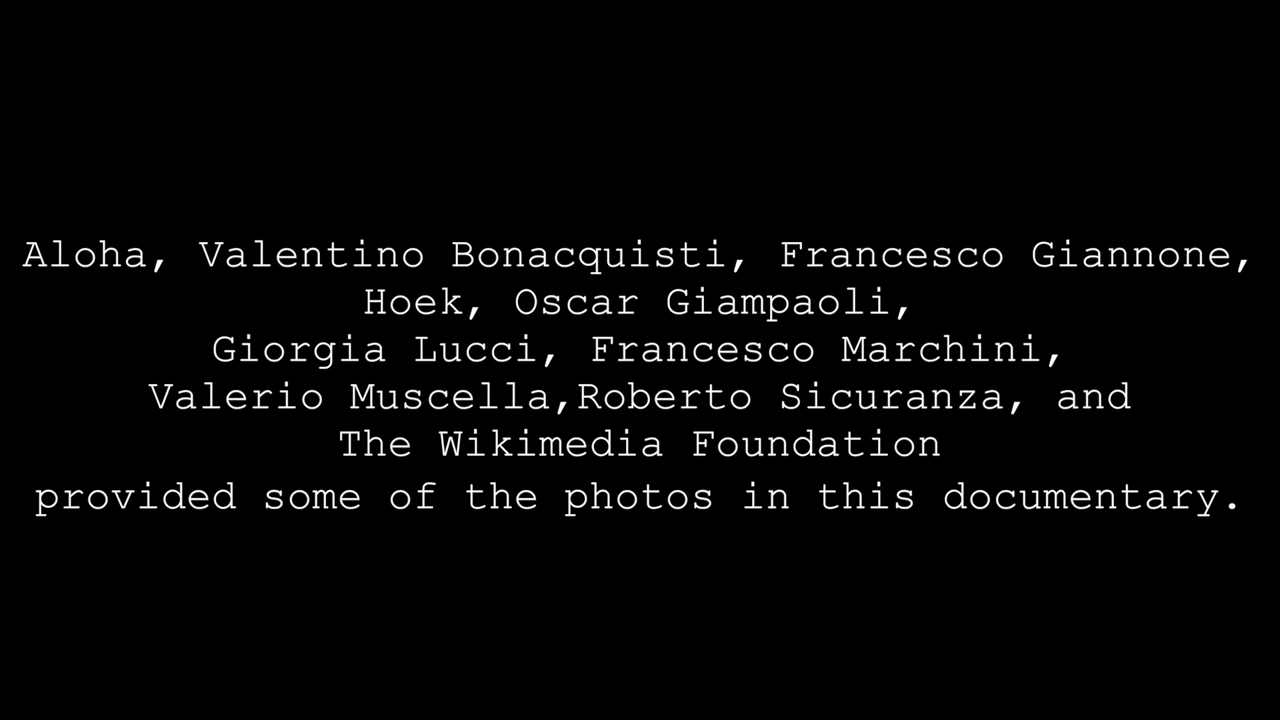 Aloha, Valentino Bonacquisti, Francesco Giannone,
Hoek, Oscar Giampaoli,
Giorgia Lucci, Francesco Marchini,
Valerio Muscella,Roberto Sicuranza, and
The Wikimedia Foundation
provided some of the photos in this documentary.